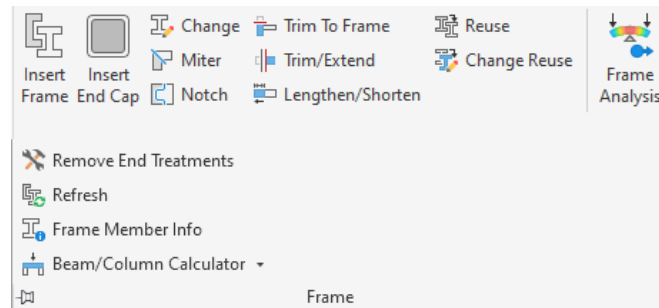 Insert Frame
Insert End Cap
Change
Miter
Notch
Trim To Frame
Trim/Extend
Lengthen/Shorten
Reuse
Change Reuse
Frame Analysis
Remove End Treatments
Refresh
Frame Member Info
Beam/Column Calculator
Frame